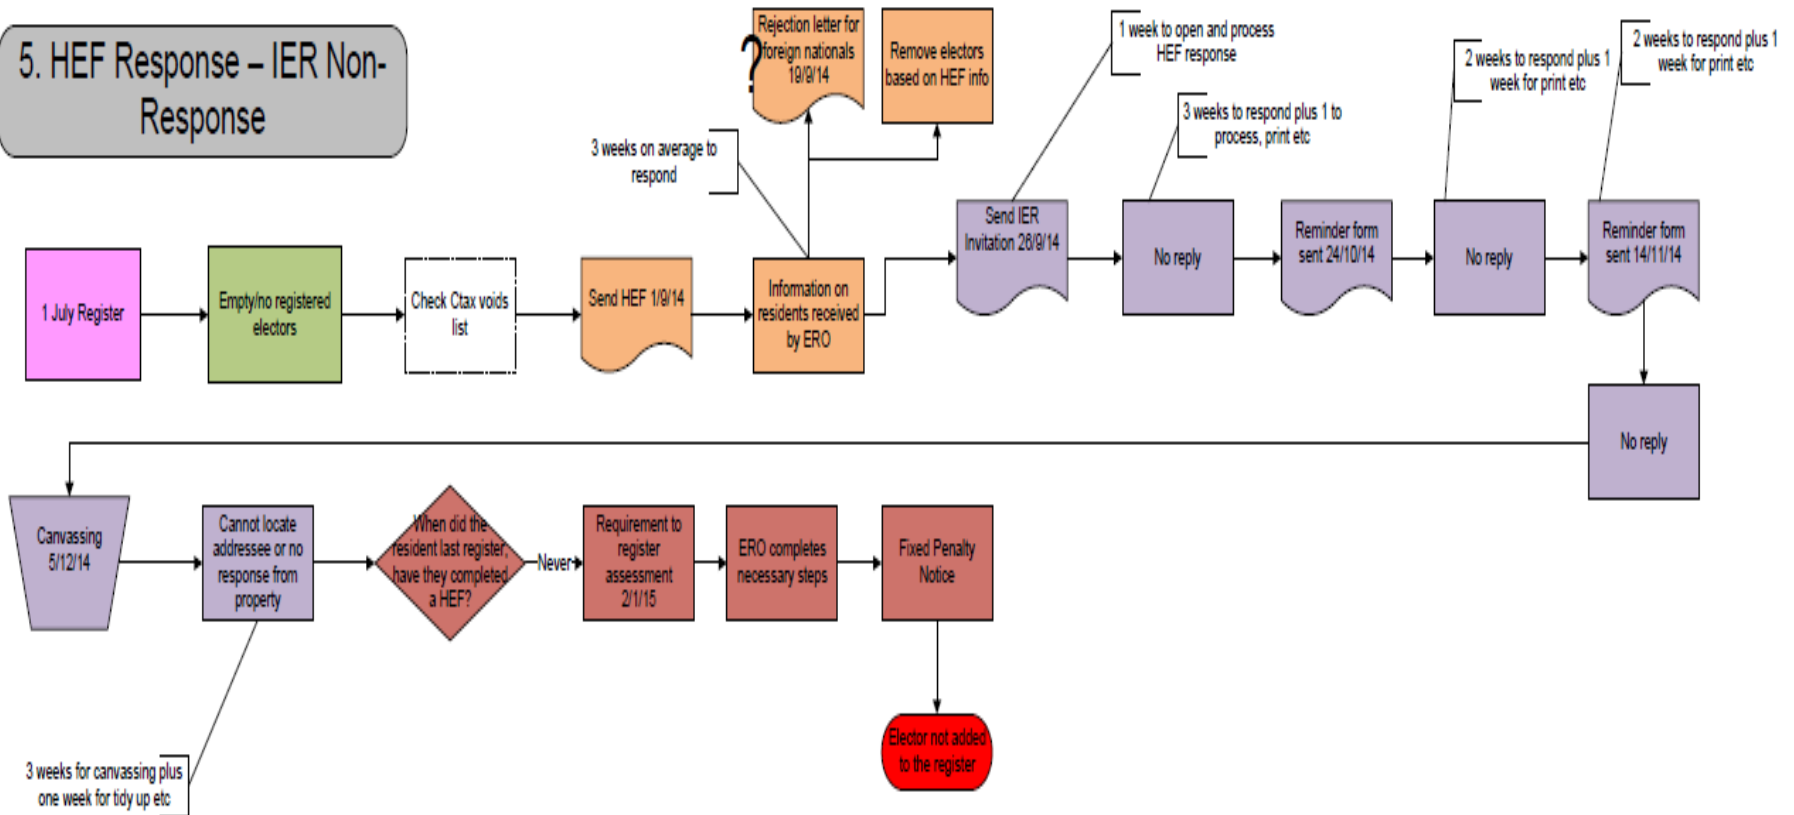 5. HEF Response – IER Non-
Response
Rejection letter for
foreign nationals
19/9/14
?
Remove electors
based on HEF info
1 week to open and process
HEF response
2 weeks to respond plus 1
week for print etc
2 weeks to respond plus 1
week for print etc
3 weeks to respond plus 1 to
process, print etc
3 weeks on average to
respond
1 July Register
Empty/no registered
electors
Check Ctax voids
list
Send HEF 1/9/14
Information on
residents received
by ERO
Send IER
Invitation 26/9/14
No reply
Reminder form
sent 24/10/14
No reply
Reminder form
sent 14/11/14
No reply
Canvassing
5/12/14
Cannot locate
addressee or no
response from
property
When did the
resident last register,
have they completed
a HEF?
Never
Requirement to
register
assessment
2/1/15
ERO completes
necessary steps
Fixed Penalty
Notice
Elector not added
to the register
3 weeks for canvassing plus
one week for tidy up etc